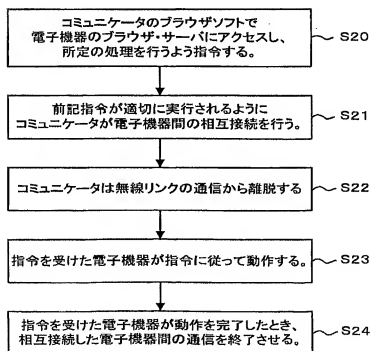 コミュニケータのブラウザソフトで
電子機器のブラウザ・サーバにアクセスし、
所定の処理を行うよう指令する。
S20
前記指令が適切に実行されるように
コミュニケータが電子機器間の相互接続を行う。
S21
コミュニケータは無線リンクの通信から離脱する
S22
指令を受けた電子機器が指令に従って動作する。
S23
指令を受けた電子機器が動作を完了したとき、
相互接続した電子機器間の通信を終了させる。
S24